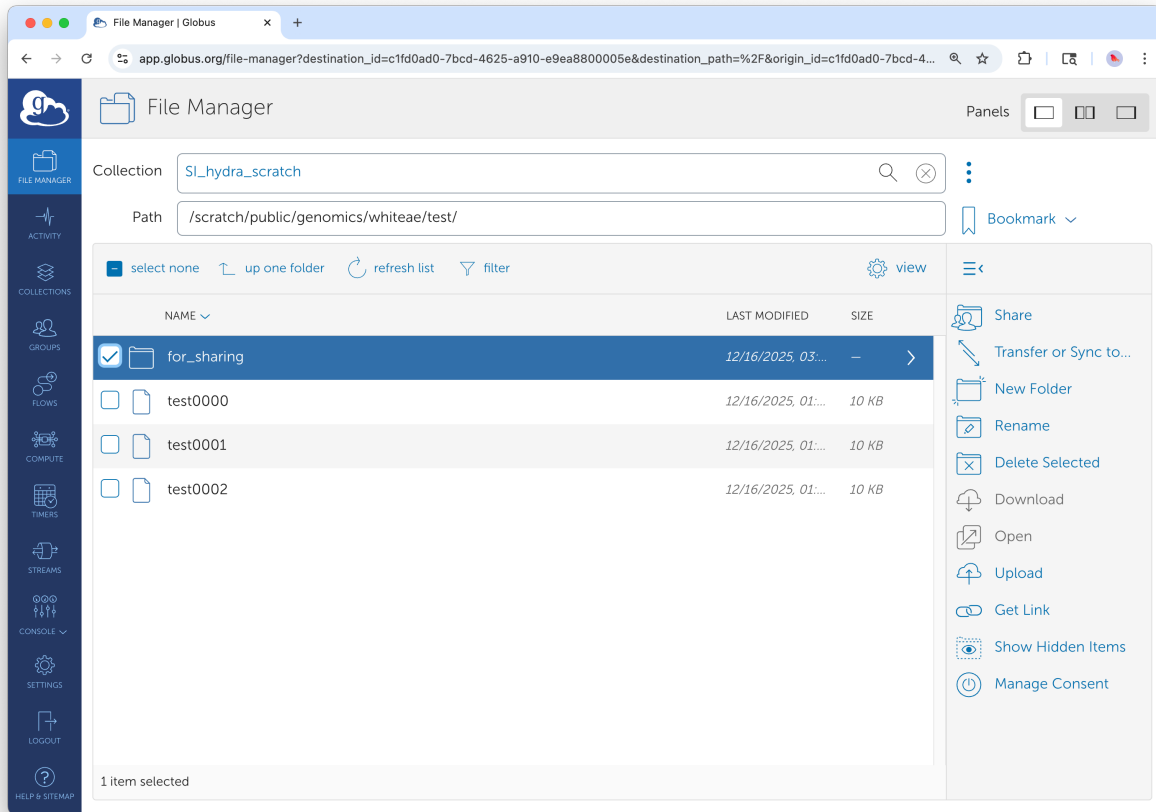 File Manager | Globus
app.globus.org/file-manager?destination_id=c1fd0ad0-7bcd-4625-a910-e9ea8800005e&destination_path=%2F&origin_id=c1fd0ad0-7bcd-4...
g
File Manager
Panels
FILE MANAGER
ACTIVITY
COLLECTIONS
GROUPS
FLOWS
COMPUTE
TIMERS
STREAMS
CONSOLE
SETTINGS
LOGOUT
HELP & SITEMAP
Collection SI_hydra_scratch
Path /scratch/public/genomics/whiteae/test/
Bookmark
select none up one folder refresh list filter view
NAME LAST MODIFIED SIZE
for_sharing 12/16/2025, 03:... –
test0000 12/16/2025, 01:... 10 KB
test0001 12/16/2025, 01:... 10 KB
test0002 12/16/2025, 01:... 10 KB
1 item selected
Share
Transfer or Sync to...
New Folder
Rename
Delete Selected
Download
Open
Upload
Get Link
Show Hidden Items
Manage Consent